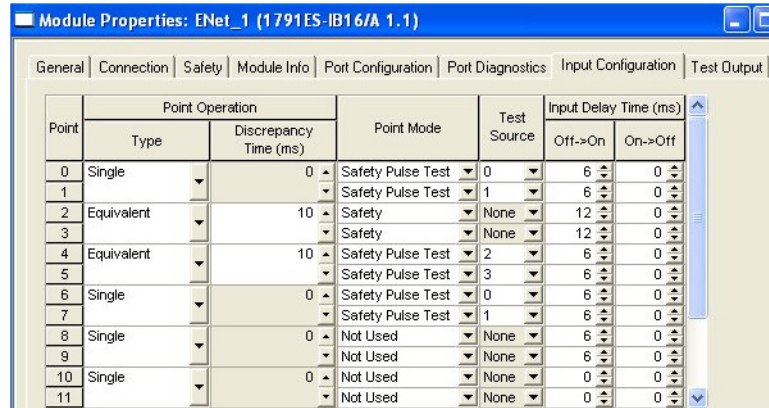 Module Properties: ENet_1 (1791ES-IB16/A 1.1)
General Connection Safety Module Info Port Configuration Port Diagnostics Input Configuration Test Output
Point Point Operation Point Mode Test Source Input Delay Time (ms)
Type Discrepancy Time (ms) Off->On On->Off
0 Single 0 Safety Pulse Test 0 6 0
1 Safety Pulse Test 1 6 0
2 Equivalent 10 Safety None 12 0
3 Safety None 12 0
4 Equivalent 10 Safety Pulse Test 2 6 0
5 Safety Pulse Test 3 6 0
6 Single 0 Safety Pulse Test 0 6 0
7 Safety Pulse Test 1 6 0
8 Single 0 Not Used None 6 0
9 Not Used None 6 0
10 Single 0 Not Used None 0 0
11 Not Used None 0 0